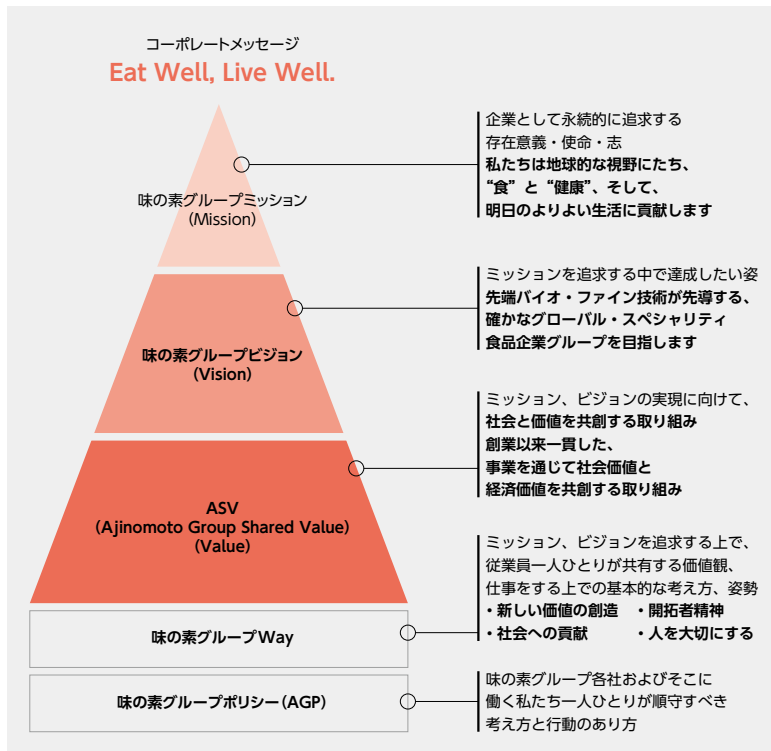 コーポレートメッセージ
Eat Well, Live Well.
味の素グループミッション
(Mission)
企業として永続的に追求する
存在意義・使命・志
私たちは地球的な視野にたち、
“食”と“健康”、そして、
明日のよりよい生活に貢献します
味の素グループビジョン
(Vision)
ミッションを追求する中で達成したい姿
先端バイオ・ファイン技術が先導する、
確かなグローバル・スペシャリティ
食品企業グループを目指します
ASV
(Ajinomoto Group Shared Value)
(Value)
ミッション、ビジョンの実現に向けて、
社会と価値を共創する取り組み
創業以来一貫した、
事業を通じて社会価値と
経済価値を共創する取り組み
味の素グループWay
ミッション、ビジョンを追求する上で、
従業員一人ひとりが共有する価値観、
仕事をする上での基本的な考え方、姿勢
・新しい価値の創造 ・開拓者精神
・社会への貢献 ・人を大切にする
味の素グループポリシー(AGP)
味の素グループ各社およびそこに
働く私たち一人ひとりが順守すべき
考え方と行動のあり方